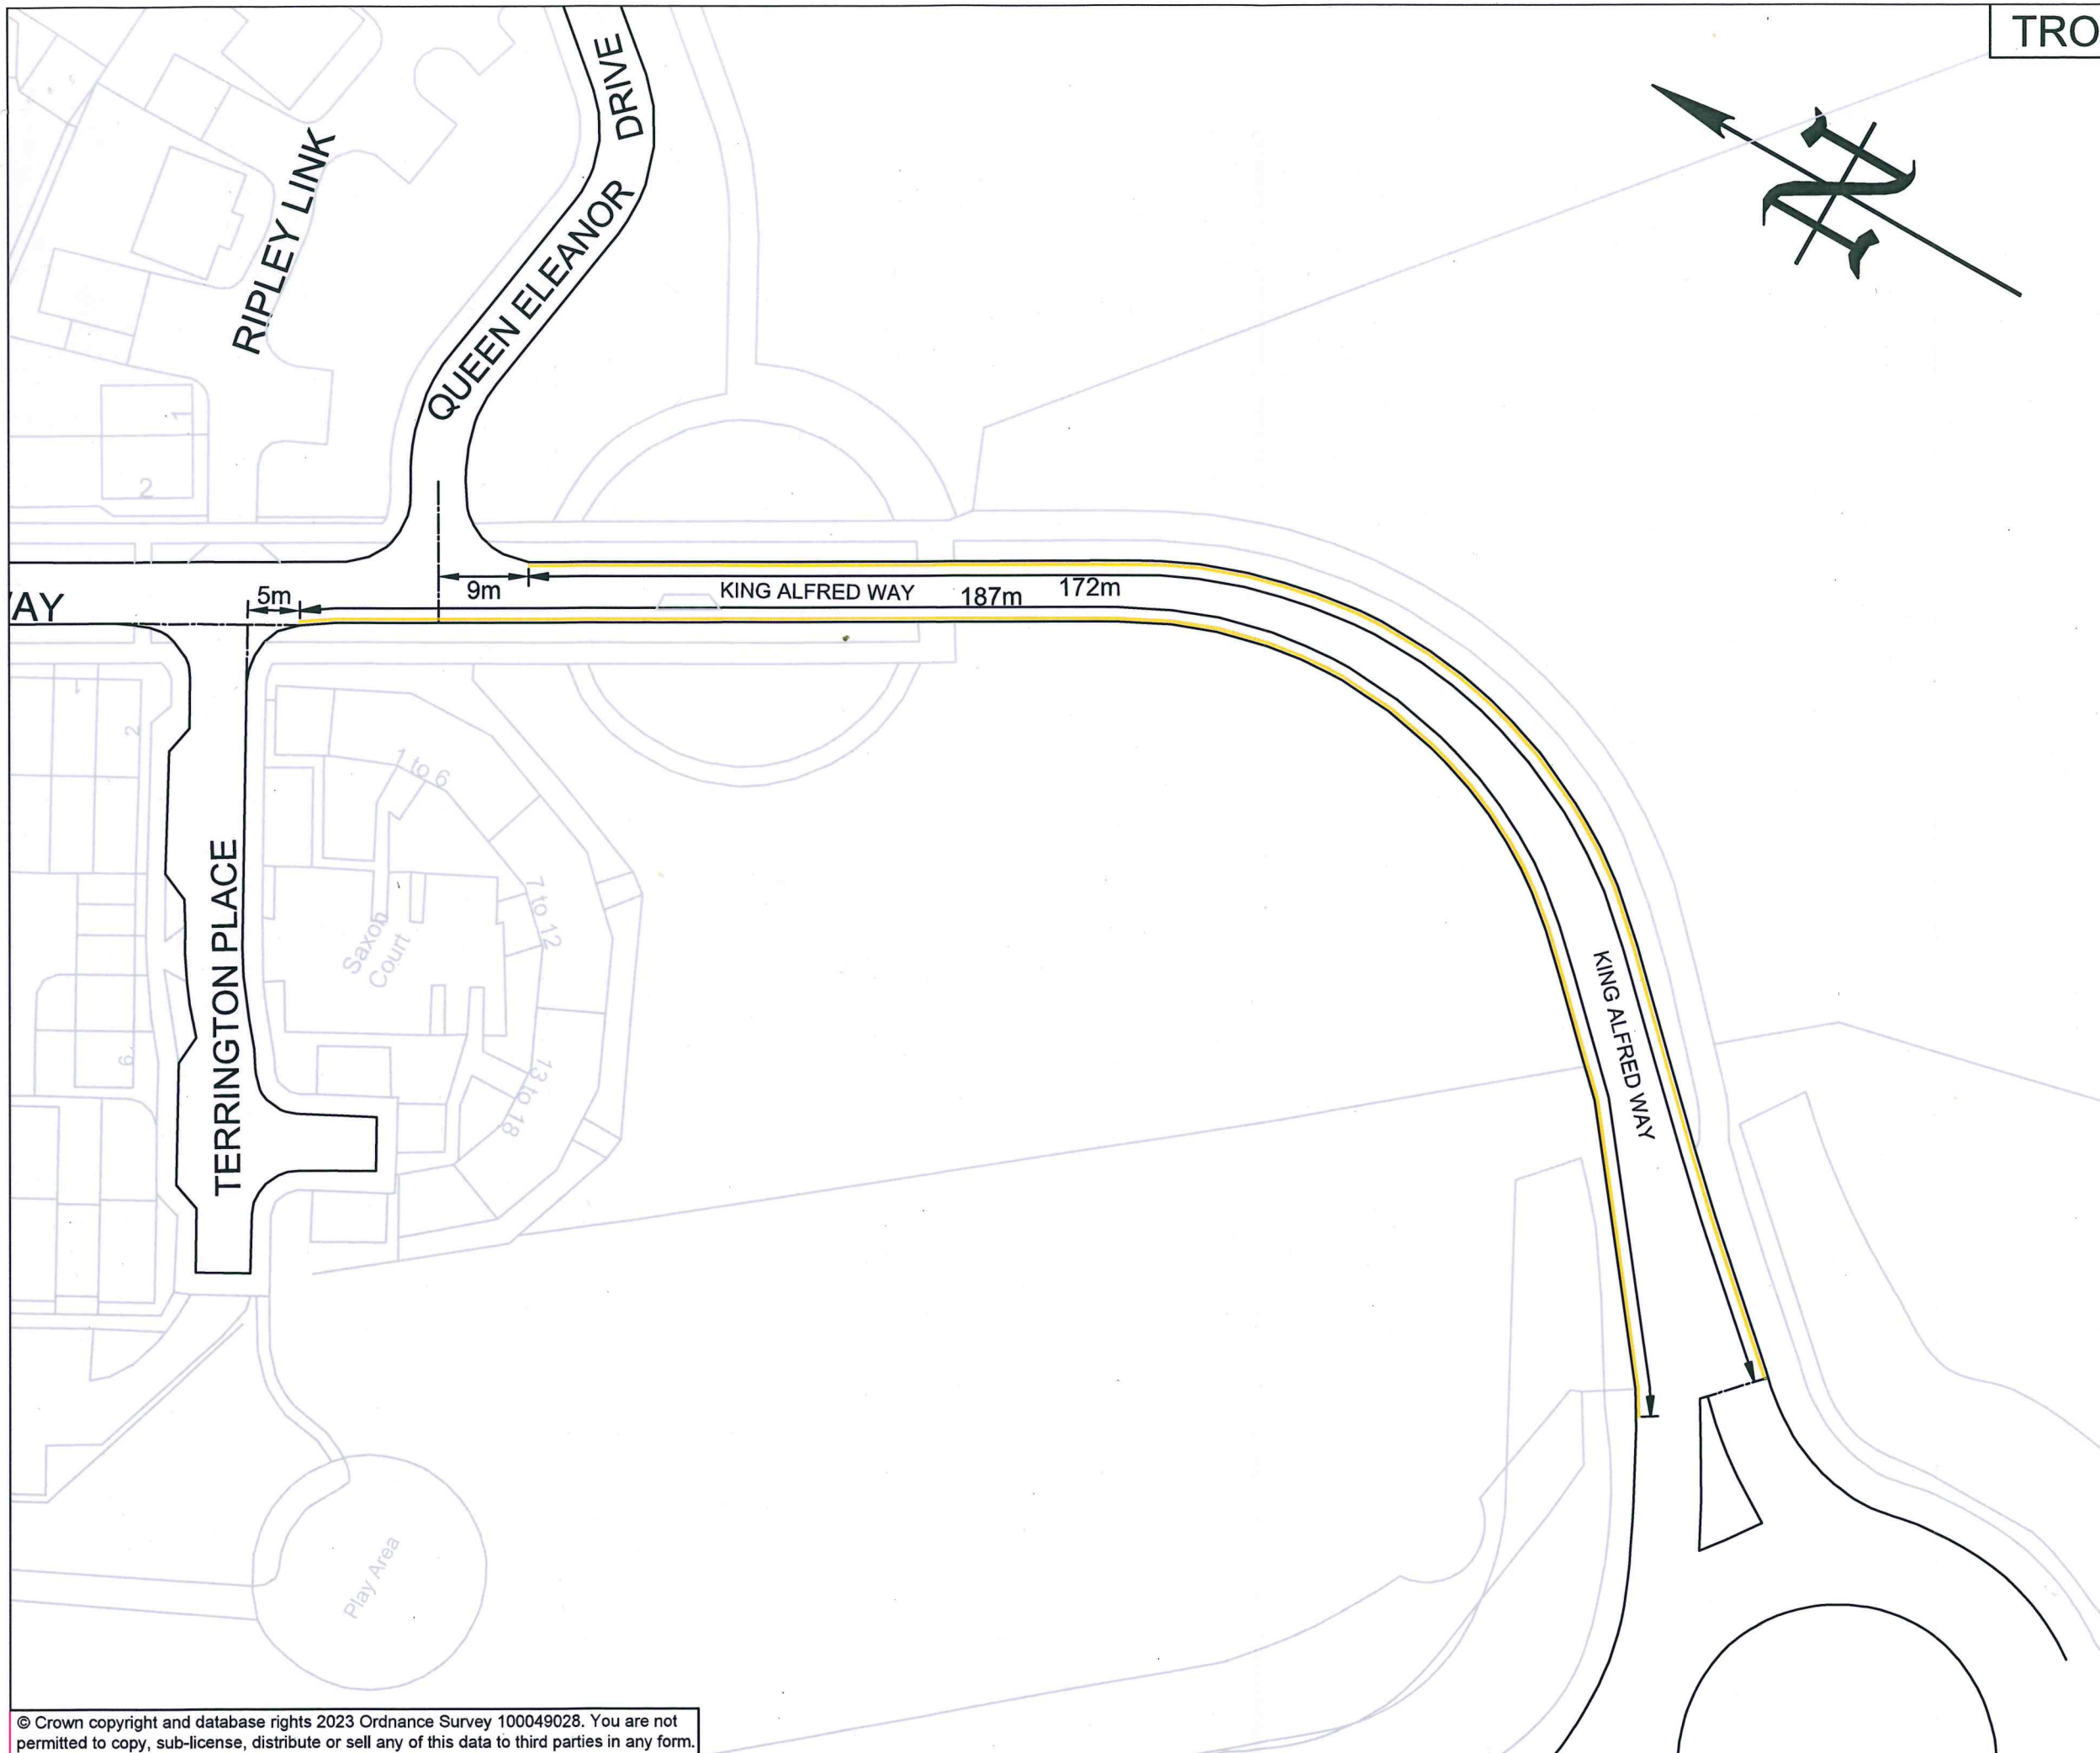 TRO
N
DRIVE
QUEEN ELEANOR
RIPLEY LINK
1
2
5m
9m
KING ALFRED WAY
187m
172m
1
2
1 to 6
7 to 12
Saxon
Court
13 to 18
TERRINGTON PLACE
KING ALFRED WAY
Play Area
© Crown copyright and database rights 2023 Ordnance Survey 100049028. You are not
permitted to copy, sub-license, distribute or sell any of this data to third parties in any form.